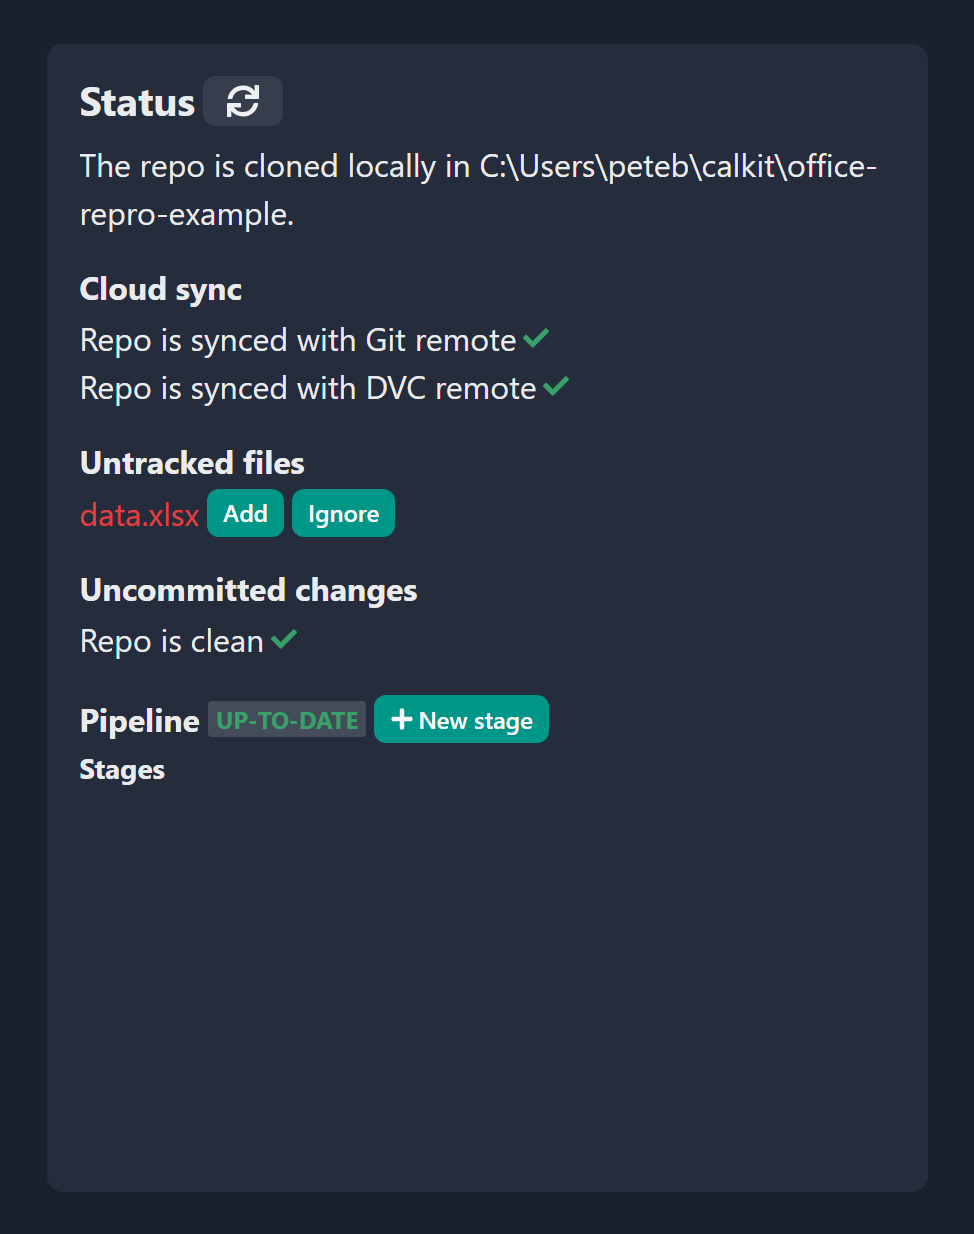 Status
The repo is cloned locally in C:\Users\peteb\calkit\office-
repro-example.
Cloud sync
Repo is synced with Git remote
Repo is synced with DVC remote
Untracked files
data.xlsx Add Ignore
Uncommitted changes
Repo is clean
Pipeline UP-TO-DATE New stage
Stages